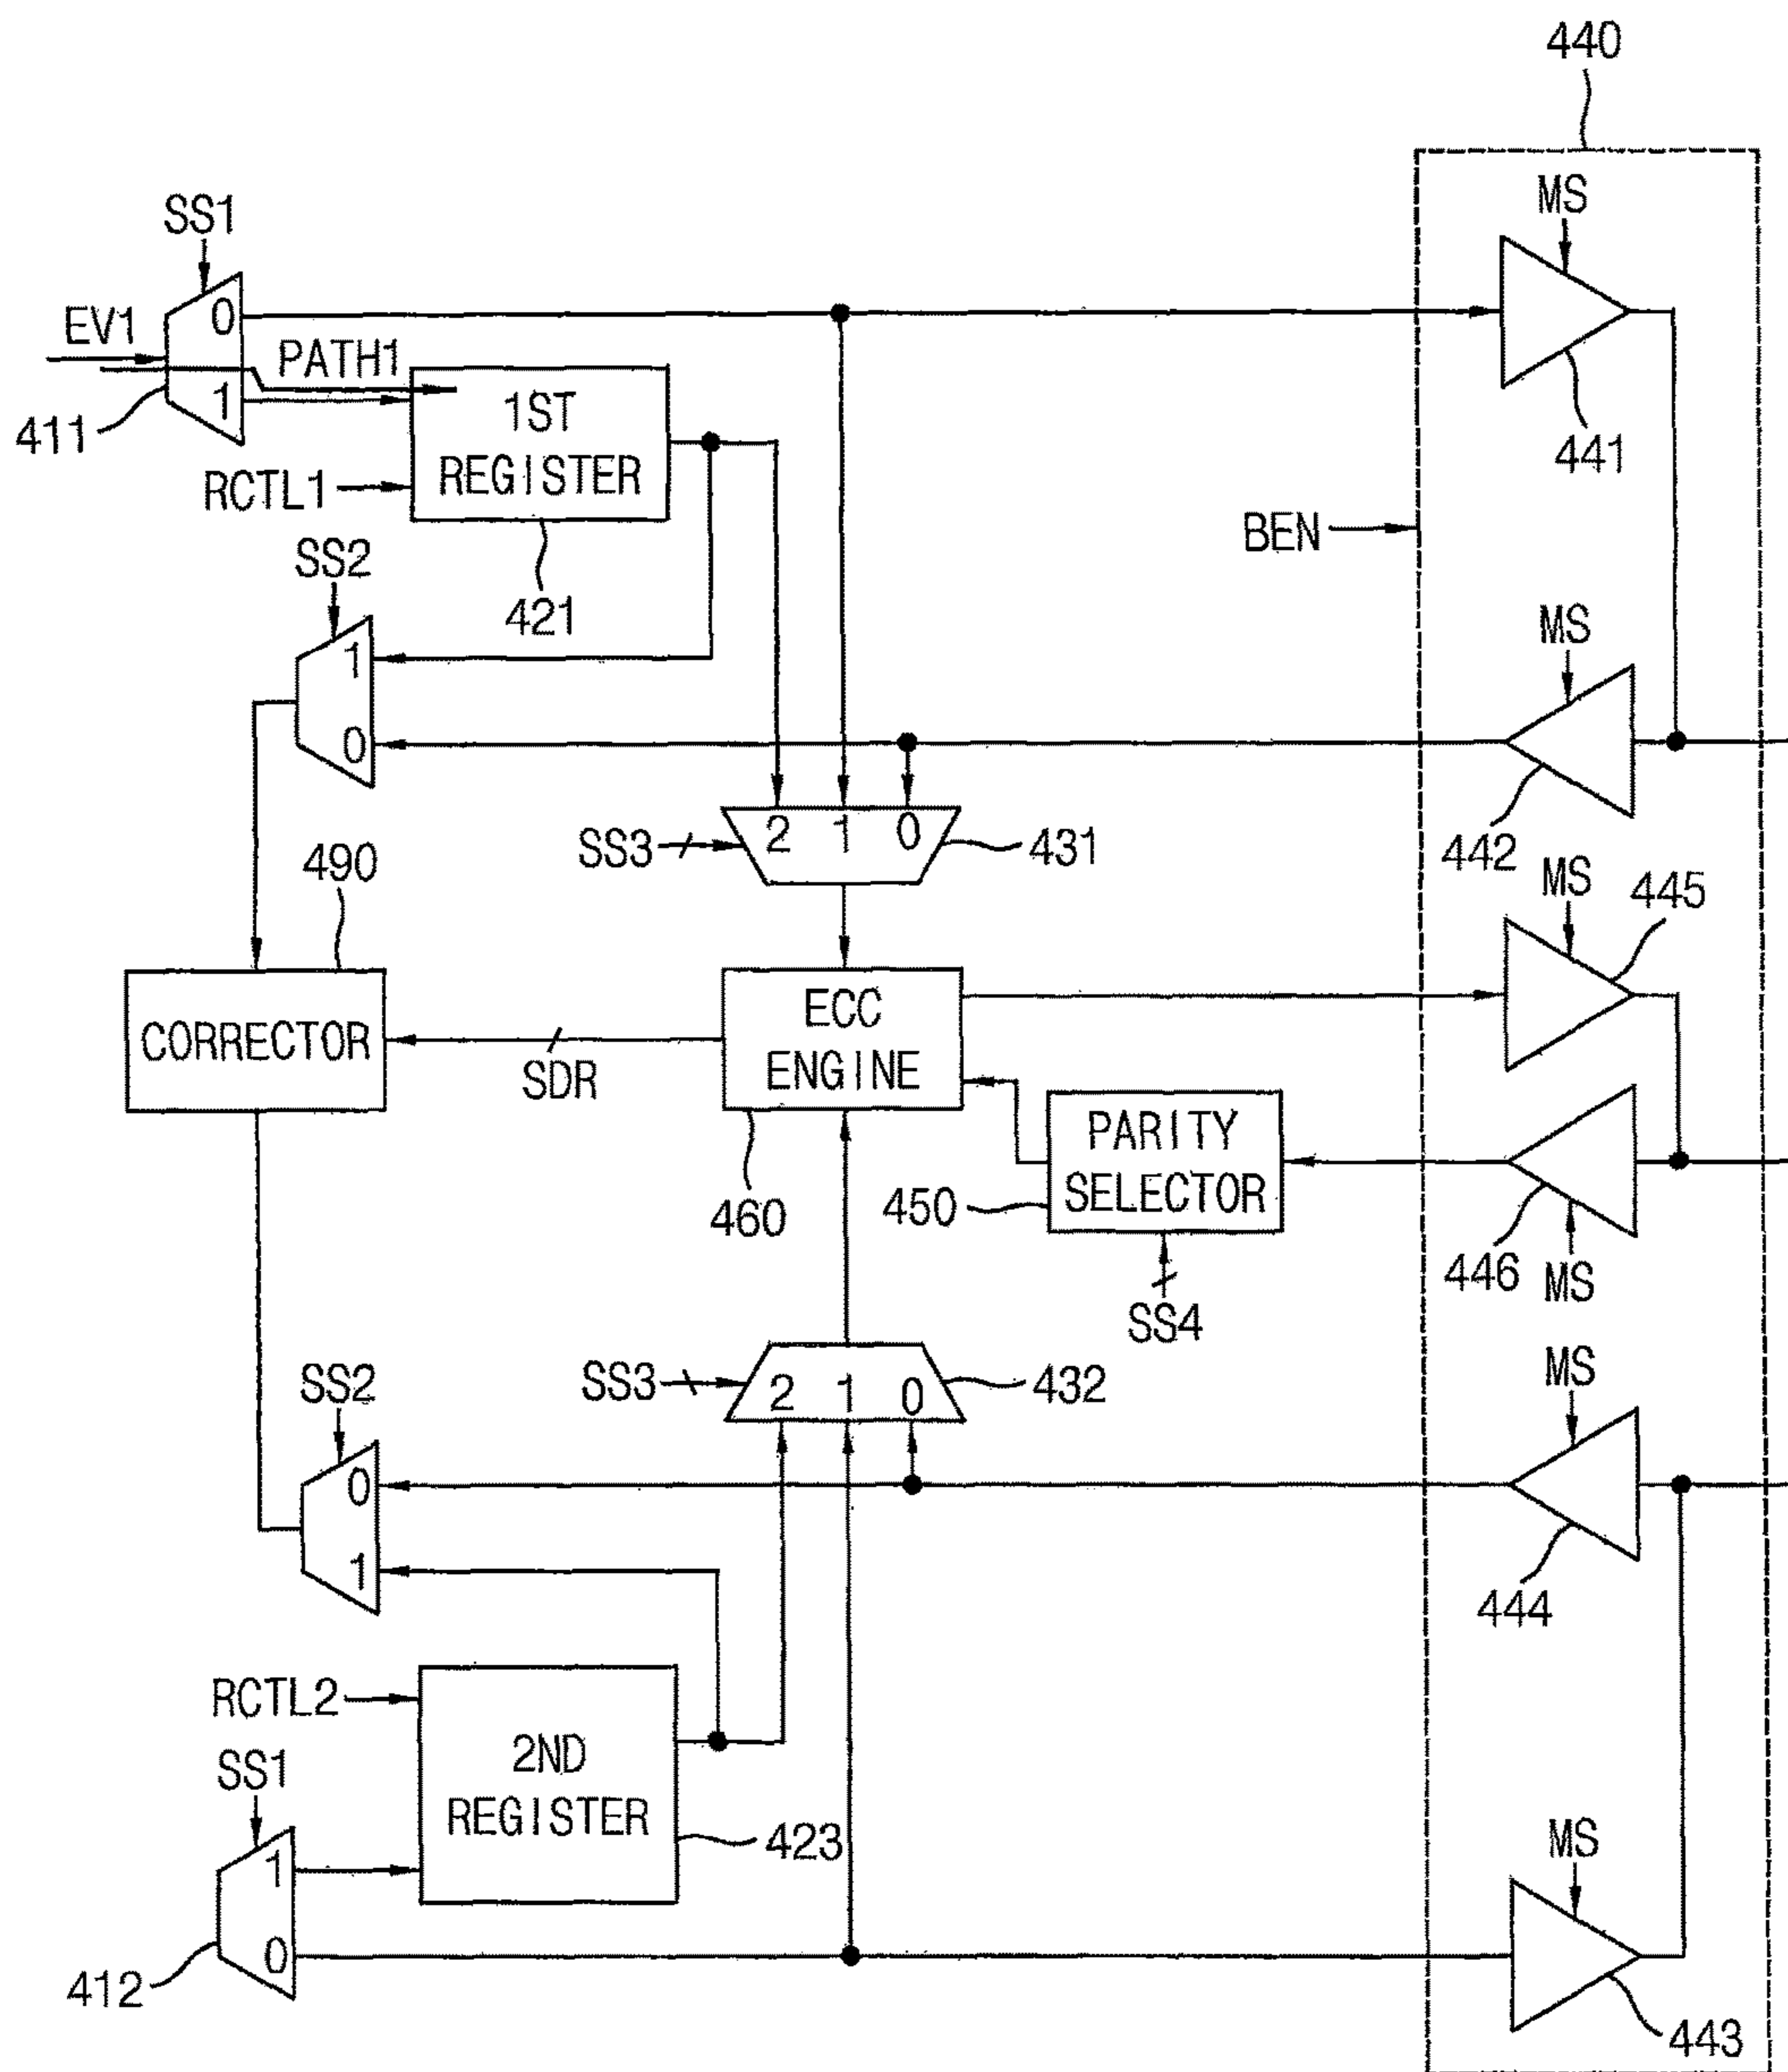 440
MS
SS1
0
EV1
PATH1
1
411
1ST
REGISTER
441
RCTL1
BEN
SS2
421
MS
1
0
SS3
2 1 0
431
442
490
MS
445
CORRECTOR
ECC
ENGINE
SDR
PARITY
SELECTOR
460
450
446
MS
SS4
MS
SS2
SS3
2 1 0
432
0
1
444
RCTL2
2ND
REGISTER
SS1
423
MS
1
0
412
443